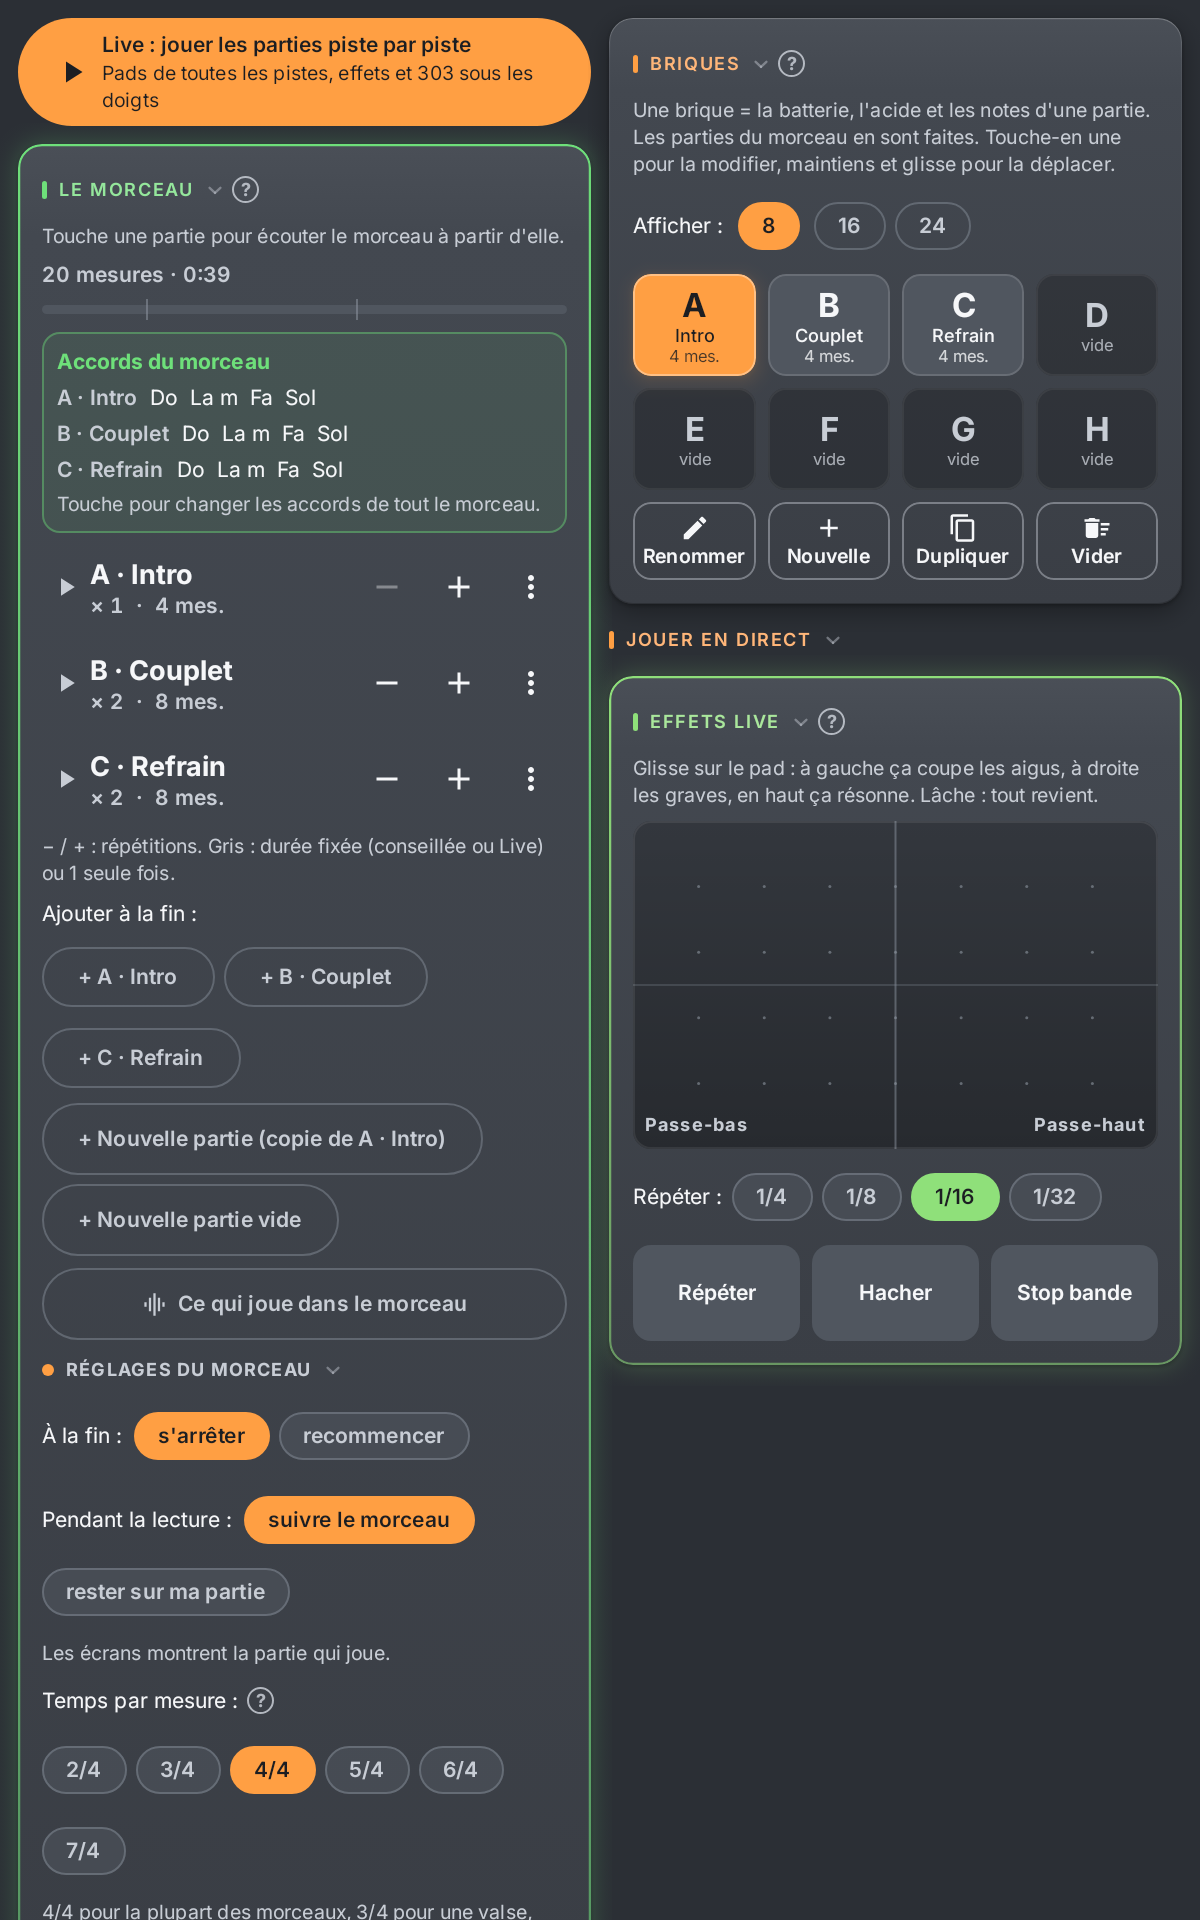 Live : jouer les parties piste par piste
Pads de toutes les pistes, effets et 303 sous les
doigts
LE MORCEAU
?
Touche une partie pour écouter le morceau à partir d'elle.
20 mesures · 0:39
Accords du morceau
A · Intro Do La m Fa Sol
B · Couplet Do La m Fa Sol
C · Refrain Do La m Fa Sol
Touche pour changer les accords de tout le morceau.
A · Intro
× 1 · 4 mes.
B · Couplet
× 2 · 8 mes.
C · Refrain
× 2 · 8 mes.
− / + : répétitions. Gris : durée fixée (conseillée ou Live)
ou 1 seule fois.
Ajouter à la fin :
+ A · Intro
+ B · Couplet
+ C · Refrain
+ Nouvelle partie (copie de A · Intro)
+ Nouvelle partie vide
Ce qui joue dans le morceau
RÉGLAGES DU MORCEAU
À la fin : s'arrêter recommencer
Pendant la lecture : suivre le morceau
rester sur ma partie
Les écrans montrent la partie qui joue.
Temps par mesure : ?
2/4 3/4 4/4 5/4 6/4
7/4
4/4 pour la plupart des morceaux, 3/4 pour une valse,
BRIQUES
?
Une brique = la batterie, l'acide et les notes d'une partie.
Les parties du morceau en sont faites. Touche-en une
pour la modifier, maintiens et glisse pour la déplacer.
Afficher : 8 16 24
A
Intro
4 mes.
B
Couplet
4 mes.
C
Refrain
4 mes.
D
vide
E
vide
F
vide
G
vide
H
vide
Renommer
Nouvelle
Dupliquer
Vider
JOUER EN DIRECT
EFFETS LIVE
?
Glisse sur le pad : à gauche ça coupe les aigus, à droite
les graves, en haut ça résonne. Lâche : tout revient.
Passe-bas
Passe-haut
Répéter : 1/4 1/8 1/16 1/32
Répéter
Hacher
Stop bande